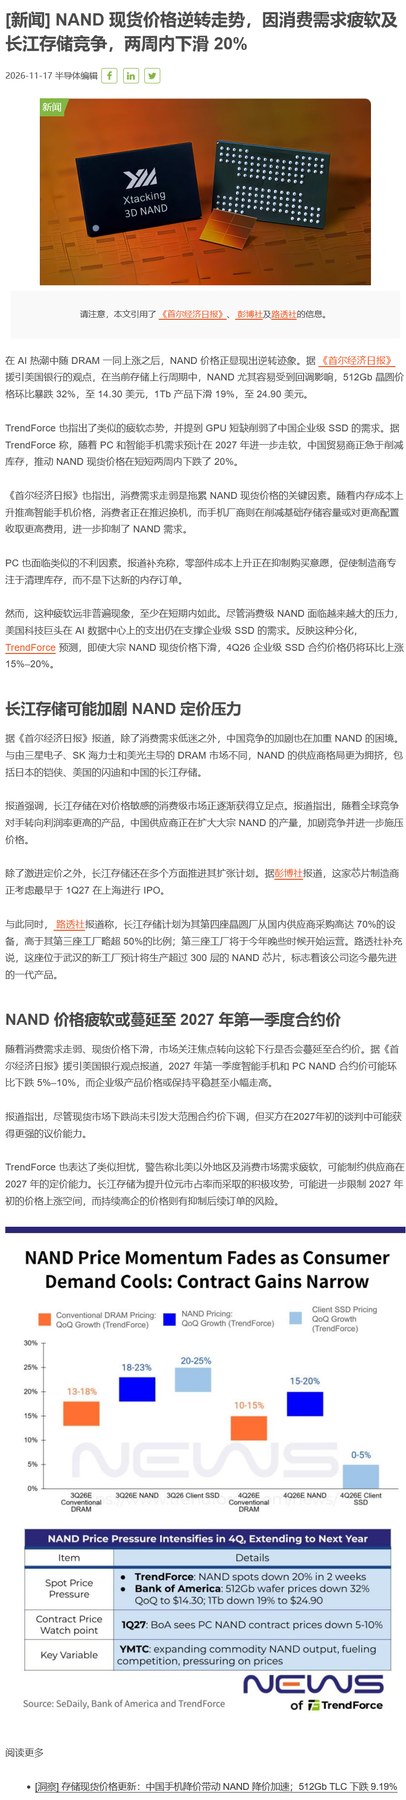 [新闻] NAND 现货价格逆转走势，因消费需求疲软及
长江存储竞争，两周内下滑 20%
2026-11-17 半导体编辑
新闻
Xtacking
3D NAND
请注意，本文引用了《首尔经济日报》、彭博社及路透社的信息。
在 AI 热潮中随 DRAM 一同上涨之后，NAND 价格正显现出逆转迹象。据《首尔经济日报》
援引美国银行的观点，在当前存储上行周期中，NAND 尤其容易受到回调影响，512Gb 晶圆价
格环比暴跌 32%，至 14.30 美元，1Tb 产品下滑 19%，至 24.90 美元。
TrendForce 也指出了类似的疲软态势，并提到 GPU 短缺削弱了中国企业级 SSD 的需求。据
TrendForce 称，随着 PC 和智能手机需求预计在 2027 年进一步走软，中国贸易商正急于削减
库存，推动 NAND 现货价格在短短两周内下跌了 20%。
《首尔经济日报》也指出，消费需求走弱是拖累 NAND 现货价格的关键因素。随着内存成本上
升推高智能手机价格，消费者正在推迟换机，而手机厂商则在削减基础存储容量或对更高配置
收取更高费用，进一步抑制了 NAND 需求。
PC 也面临类似的不利因素。报道补充称，零部件成本上升正在抑制购买意愿，促使制造商专
注于清理库存，而不是下达新的内存订单。
然而，这种疲软远非普遍现象，至少在短期内如此。尽管消费级 NAND 面临越来越大的压力，
美国科技巨头在 AI 数据中心上的支出仍在支撑企业级 SSD 的需求。反映这种分化，
TrendForce 预测，即使大宗 NAND 现货价格下滑，4Q26 企业级 SSD 合约价格仍将环比上涨
15%–20%。
长江存储可能加剧 NAND 定价压力
据《首尔经济日报》报道，除了消费需求低迷之外，中国竞争的加剧也在加重 NAND 的困境。
与由三星电子、SK 海力士和美光主导的 DRAM 市场不同，NAND 的供应商格局更为拥挤，包
括日本的铠侠、美国的闪迪和中国的长江存储。
报道强调，长江存储在对价格敏感的消费级市场正逐渐获得立足点。报道指出，随着全球竞争
对手转向利润率更高的产品，中国供应商正在扩大大宗 NAND 的产量，加剧竞争并进一步施压
价格。
除了激进定价之外，长江存储还在多个方面推进其扩张计划。据彭博社报道，这家芯片制造商
正考虑最早于 1Q27 在上海进行 IPO。
与此同时，路透社报道称，长江存储计划为其第四座晶圆厂从国内供应商采购高达 70%的设
备，高于其第三座工厂略超 50%的比例；第三座工厂将于今年晚些时候开始运营。路透社补充
说，这座位于武汉的新工厂预计将生产超过 300 层的 NAND 芯片，标志着该公司迄今最先进
的一代产品。
NAND 价格疲软或蔓延至 2027 年第一季度合约价
随着消费需求走弱、现货价格下滑，市场关注焦点转向这轮下行是否会蔓延至合约价。据《首
尔经济日报》援引美国银行观点报道，2027 年第一季度智能手机和 PC NAND 合约价可能环
比下跌 5%–10%，而企业级产品价格或保持平稳甚至小幅走高。
报道指出，尽管现货市场下跌尚未引发大范围合约价下调，但买方在2027年初的谈判中可能获
得更强的议价能力。
TrendForce 也表达了类似担忧，警告称北美以外地区及消费市场需求疲软，可能制约供应商在
2027 年的定价能力。长江存储为提升位元市占率而采取的积极攻势，可能进一步限制 2027 年
初的价格上涨空间，而持续高企的价格则有抑制后续订单的风险。
NAND Price Momentum Fades as Consumer
Demand Cools: Contract Gains Narrow
Conventional DRAM Pricing:
QoQ Growth (TrendForce)
NAND Pricing:
QoQ Growth (TrendForce)
Client SSD Pricing
QoQ Growth
(TrendForce)
30%
25%
20%
15%
10%
5%
0%
13-18%
18-23%
20-25%
10-15%
15-20%
0-5%
NEWS
3Q26E
Conventional
DRAM
3Q26E NAND
3Q26 Client SSD
4Q26E
Conventional
DRAM
4Q26E NAND
4Q26E Client
SSD
NAND Price Pressure Intensifies in 4Q, Extending to Next Year
Item
Details
Spot Price
Pressure
● TrendForce: NAND spots down 20% in 2 weeks
● Bank of America: 512Gb wafer prices down 32%
QoQ to $14.30; 1Tb down 19% to $24.90
Contract Price
Watch point
1Q27: BoA sees PC NAND contract prices down 5-10%
Key Variable
YMTC: expanding commodity NAND output, fueling
competition, pressuring on prices
NEWS
of TrendForce
Source: SeDaily, Bank of America and TrendForce
阅读更多
• [洞察] 存储现货价格更新：中国手机降价带动 NAND 降价加速；512Gb TLC 下跌 9.19%